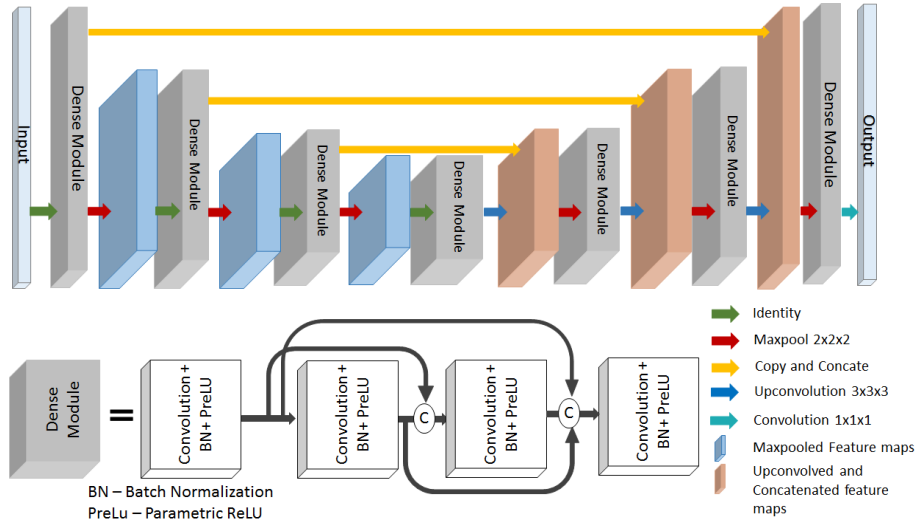 Input
Dense Module
Dense Module
Dense Module
Dense Module
Dense Module
Dense Module
Dense Module
Output
Identity
Maxpool 2x2x2
Copy and Concate
Upconvolution 3x3x3
Convolution 1x1x1
Maxpooled Feature maps
Upconvolved and
Concatenated feature
maps
Dense
Module
=
Convolution +
BN+ PreLU
Convolution +
BN+ PreLU
C
Convolution +
BN+ PreLU
C
Convolution +
BN+ PreLU
BN – Batch Normalization
PreLu – Parametric ReLU